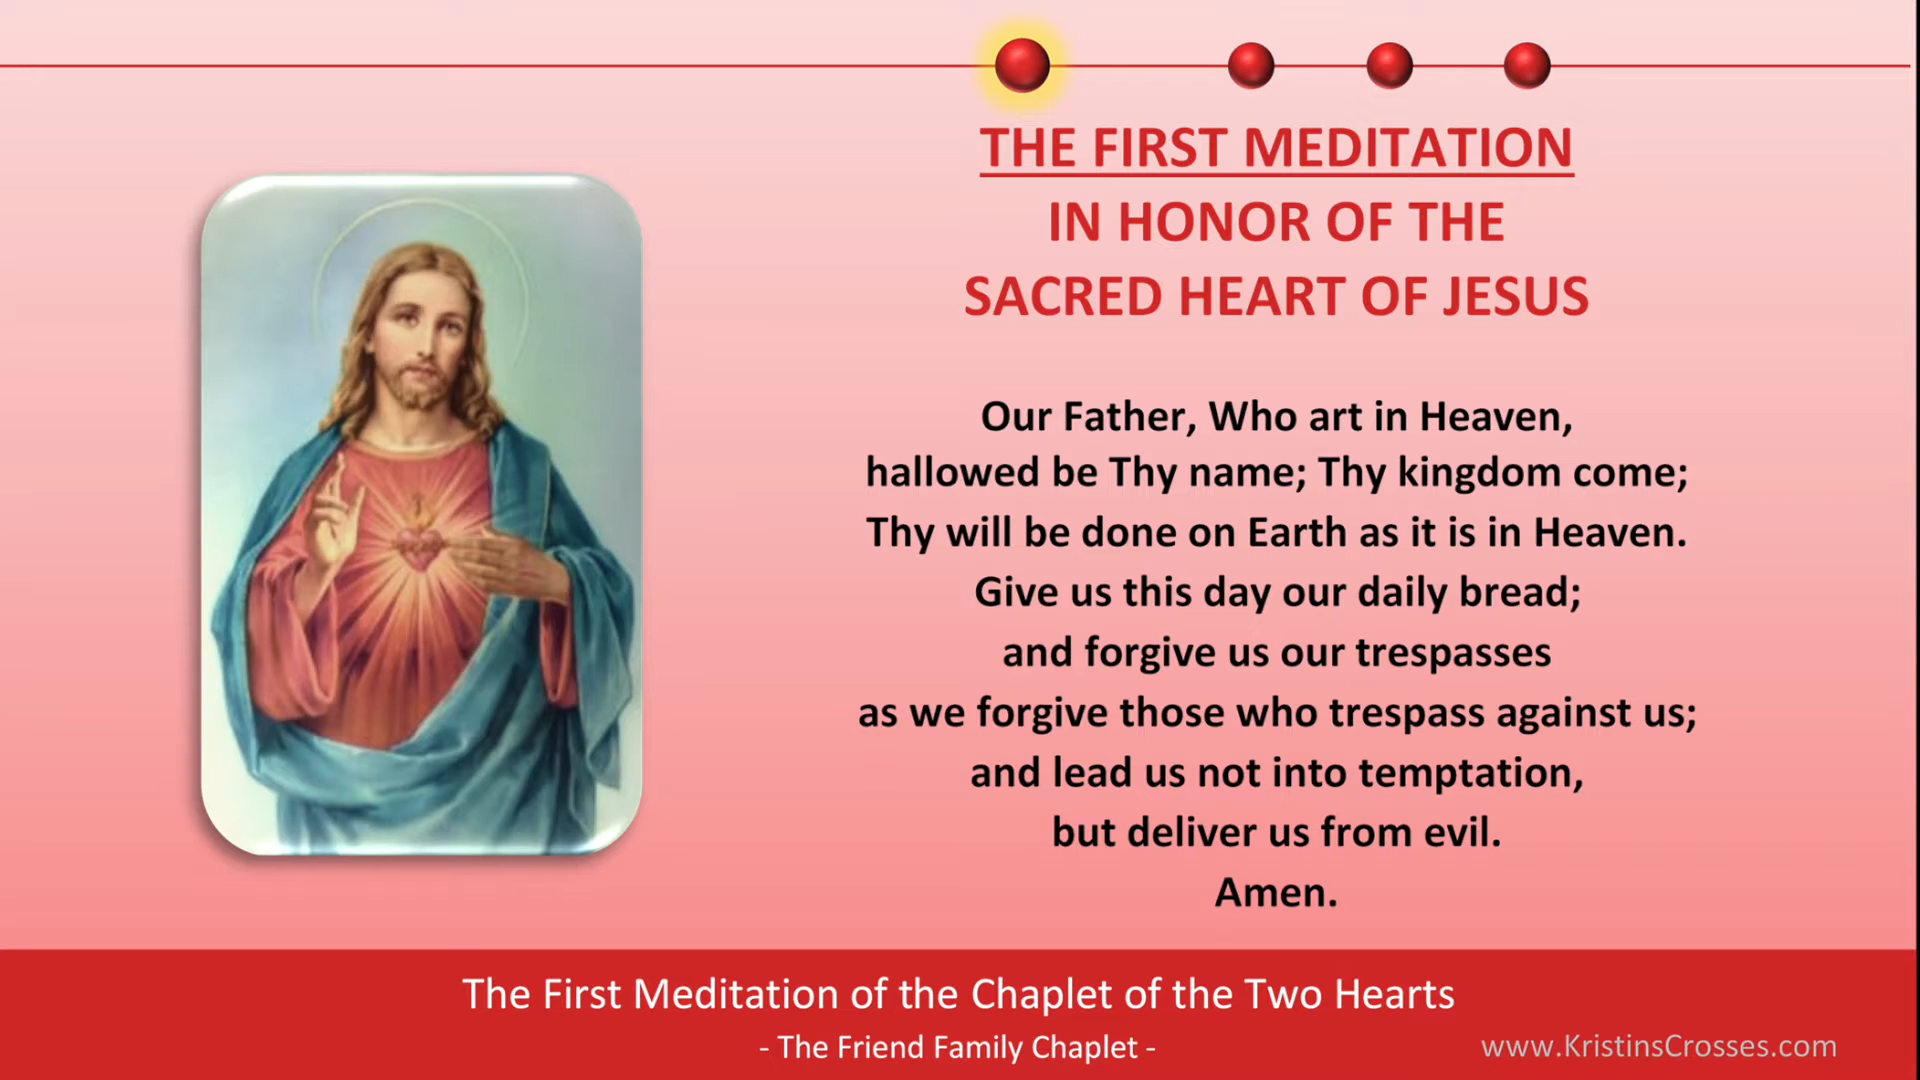 THE FIRST MEDITATION
IN HONOR OF THE
SACRED HEART OF JESUS
Our Father, Who art in Heaven,
hallowed be Thy name; Thy kingdom come;
Thy will be done on Earth as it is in Heaven.
Give us this day our daily bread;
and forgive us our trespasses
as we forgive those who trespass against us;
and lead us not into temptation,
but deliver us from evil.
Amen.
The First Meditation of the Chaplet of the Two Hearts
- The Friend Family Chaplet -
www.KristinsCrosses.com